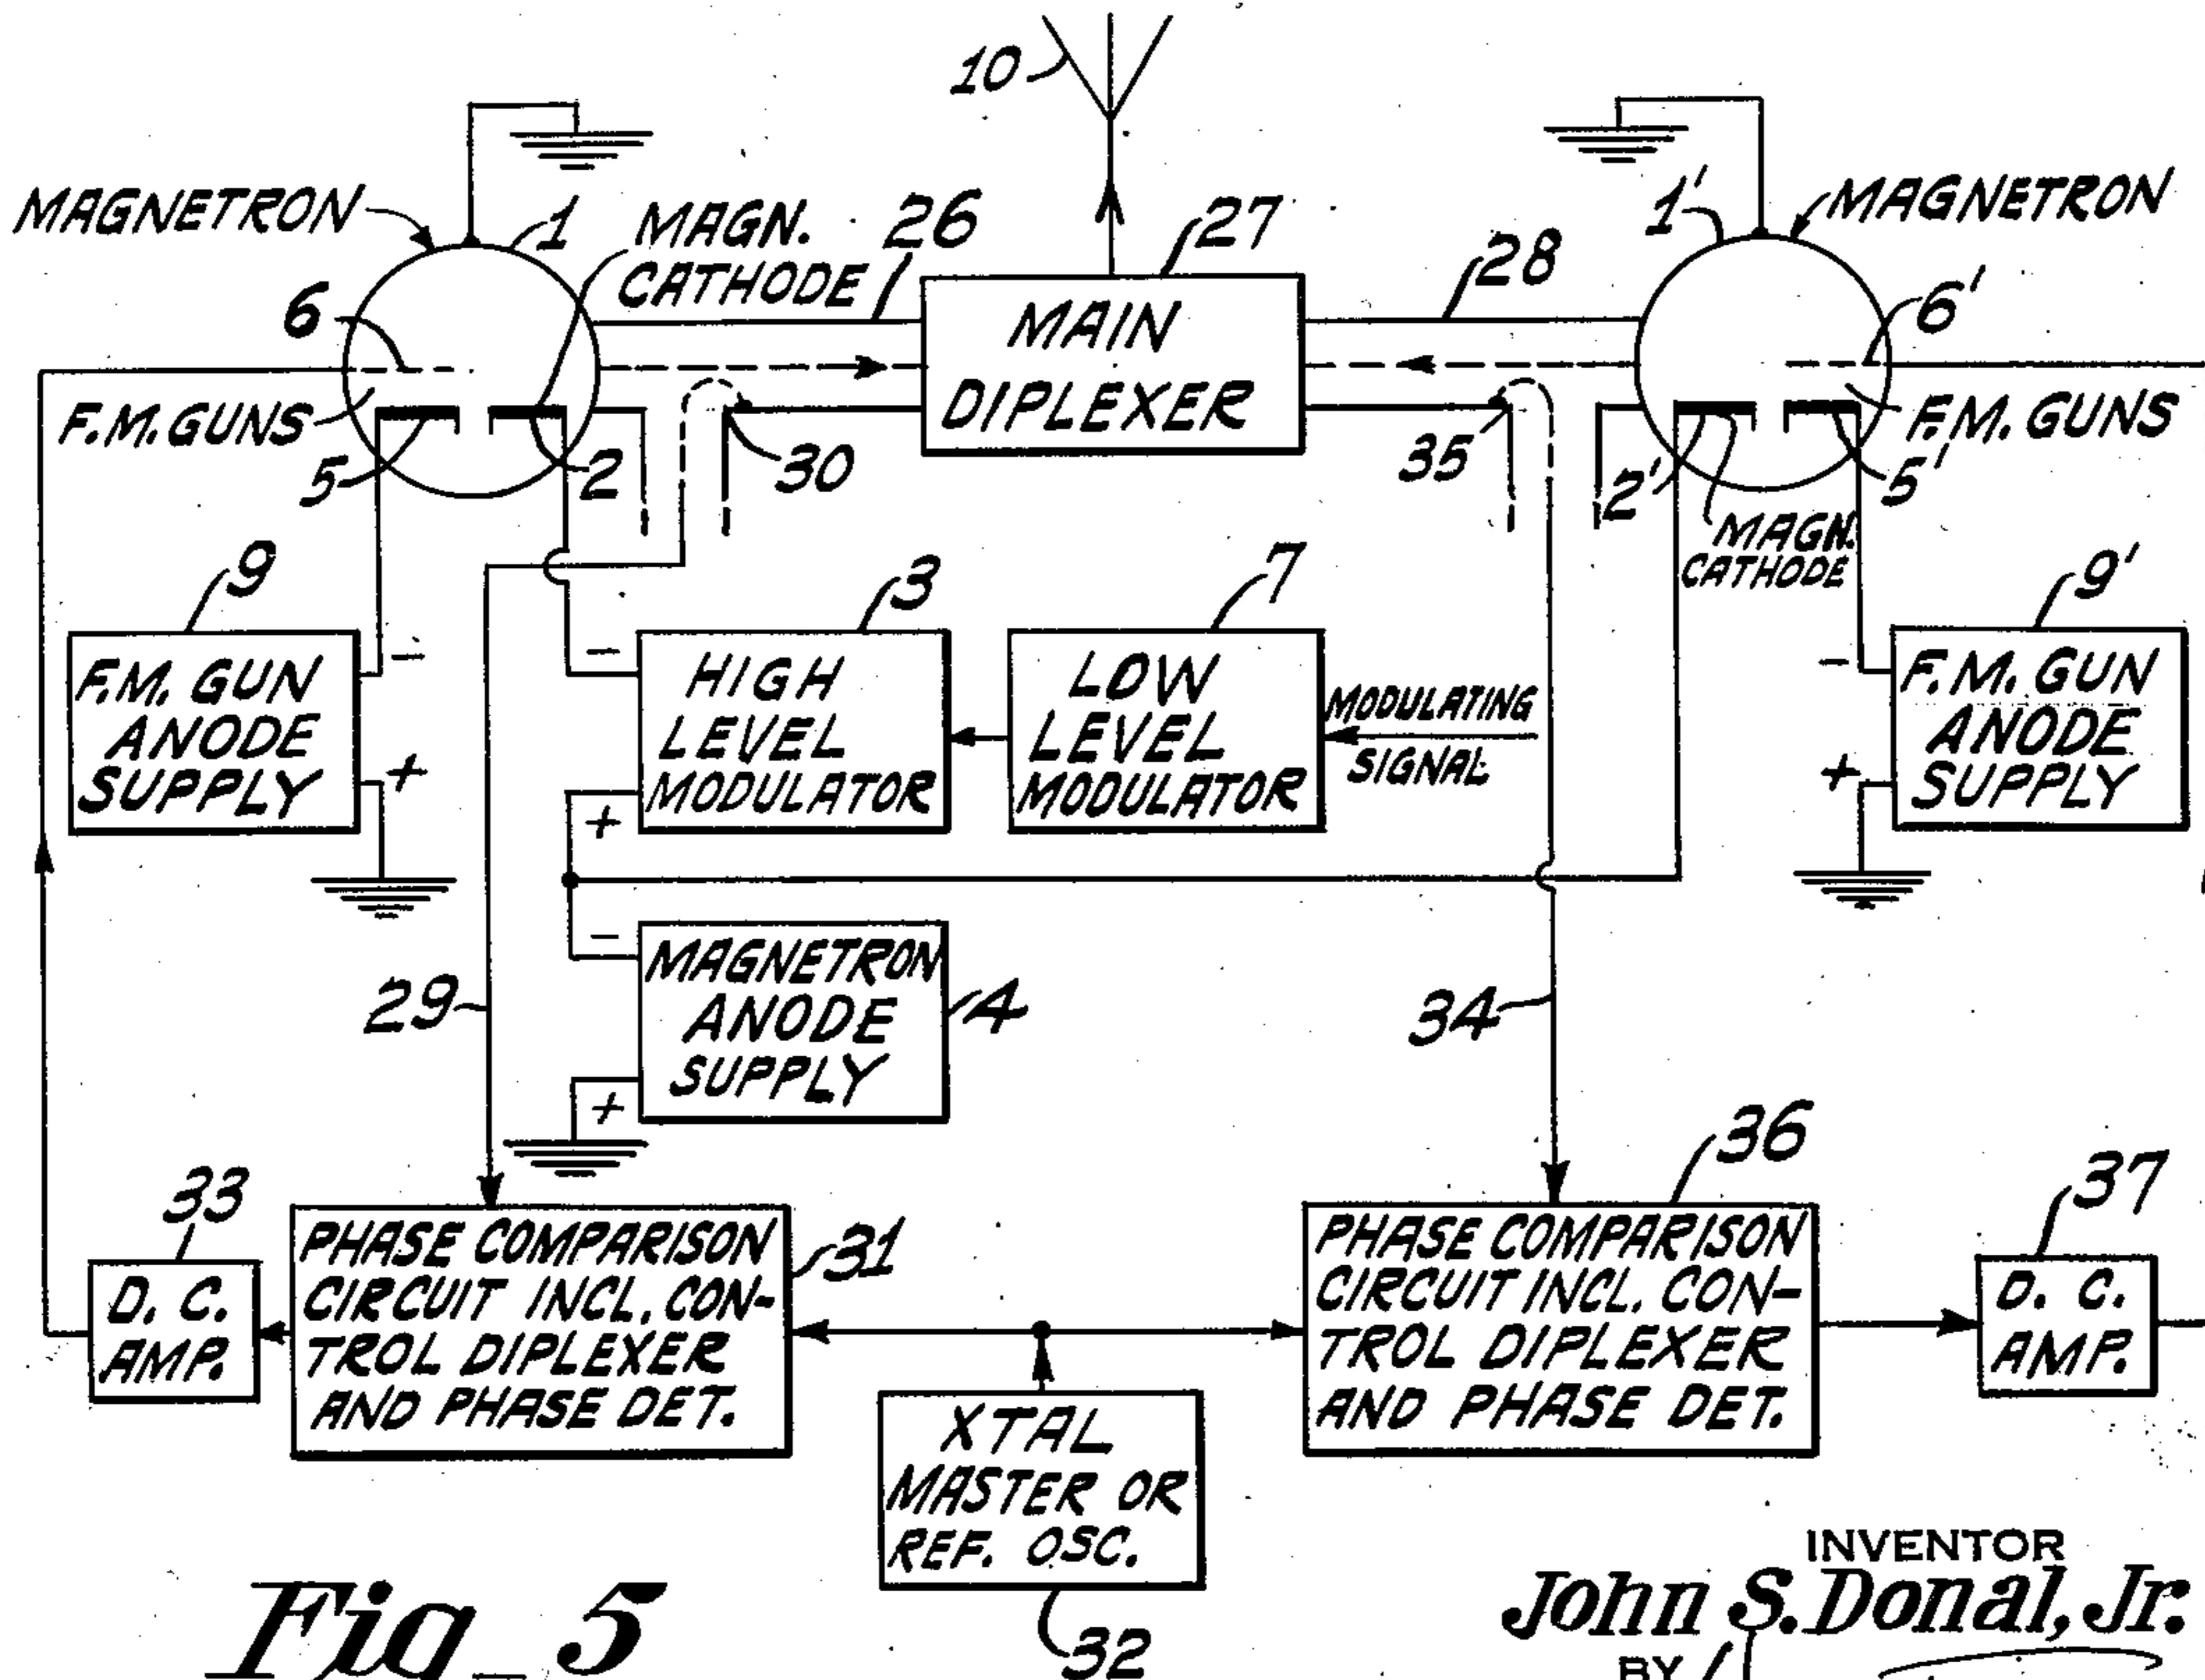 10
MAGNETRON
1
MAGN.
CATHODE
26
27
28
1'
MAGNETRON
6
MAIN
DIPLEXER
6'
F.M. GUNS
5
2
30
35
2'
F.M. GUNS
5'
MAGN.
CATHODE
9
3
7
9'
F.M. GUN
ANODE
SUPPLY
-
+
-
HIGH
LEVEL
MODULATOR
+
LOW
LEVEL
MODULATOR
MODULATING
SIGNAL
-
+
F.M. GUN
ANODE
SUPPLY
-
MAGNETRON
ANODE
SUPPLY
+
4
29
34
33
31
36
37
D.C.
AMP.
PHASE COMPARISON
CIRCUIT INCL. CON-
TROL DIPLEXER
AND PHASE DET.
PHASE COMPARISON
CIRCUIT INCL. CON-
TROL DIPLEXER
AND PHASE DET.
D. C.
AMP.
XTAL
MASTER OR
REF. OSC.
32
Fig_5
INVENTOR
John S. Donal, Jr.
BY